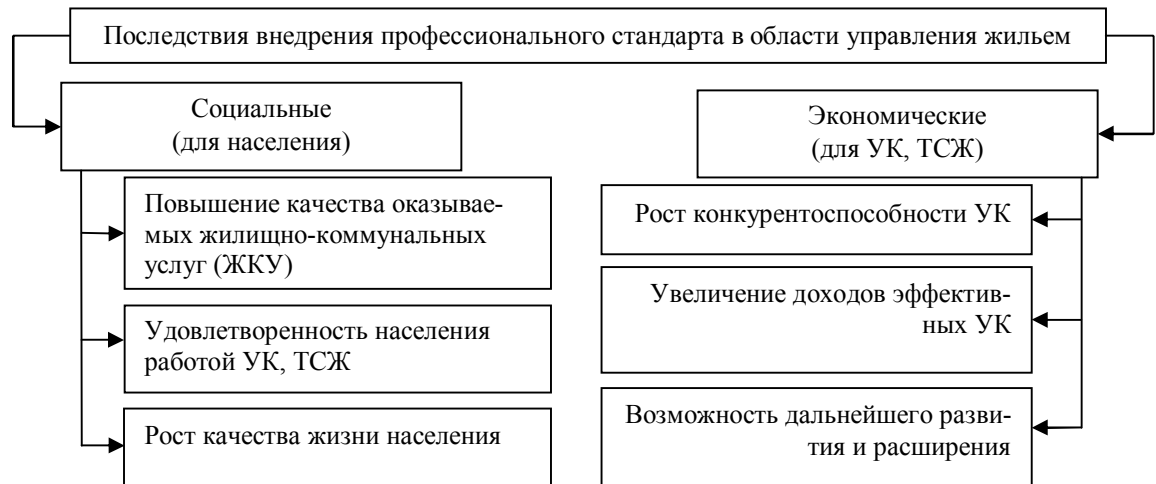 Последствия внедрения профессионального стандарта в области управления жильем
Социальные
(для населения)
Повышение качества оказывае-
мых жилищно-коммунальных
услуг (ЖКУ)
Удовлетворенность населения
работой УК, ТСЖ
Рост качества жизни населения
Экономические
(для УК, ТСЖ)
Рост конкурентоспособности УК
Увеличение доходов эффектив-
ных УК
Возможность дальнейшего разви-
тия и расширения